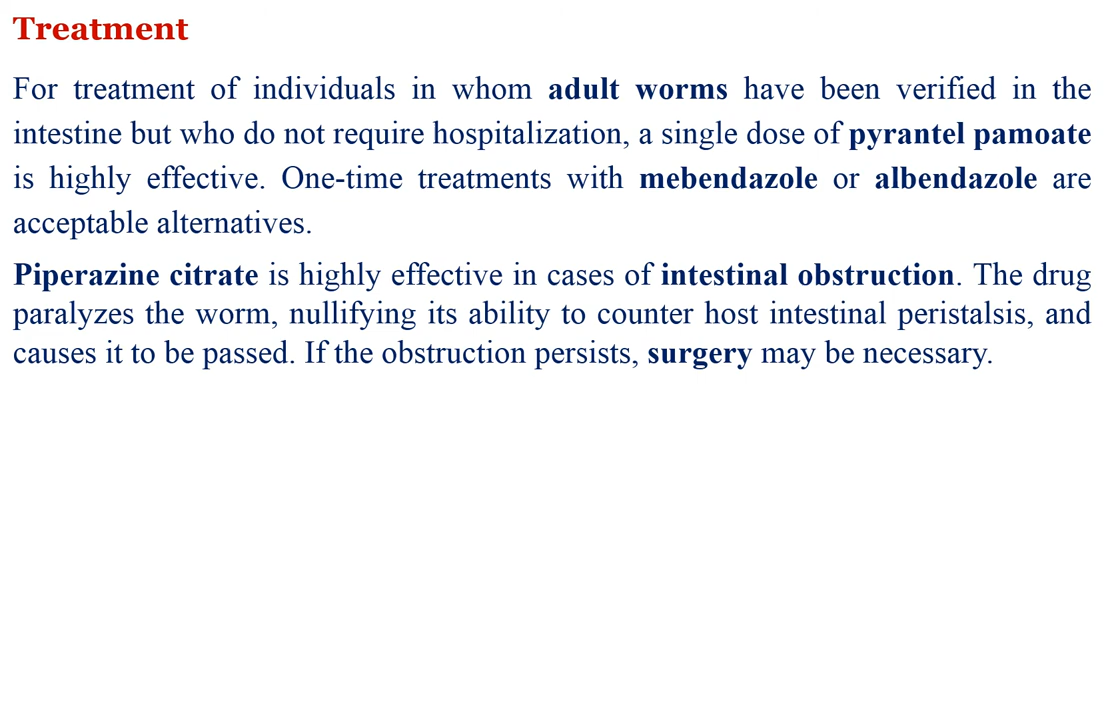 Treatment
For treatment of individuals in whom adult worms have been verified in the
intestine but who do not require hospitalization, a single dose of pyrantel pamoate
is highly effective. One-time treatments with mebendazole or albendazole are
acceptable alternatives.
Piperazine citrate is highly effective in cases of intestinal obstruction. The drug
paralyzes the worm, nullifying its ability to counter host intestinal peristalsis, and
causes it to be passed. If the obstruction persists, surgery may be necessary.